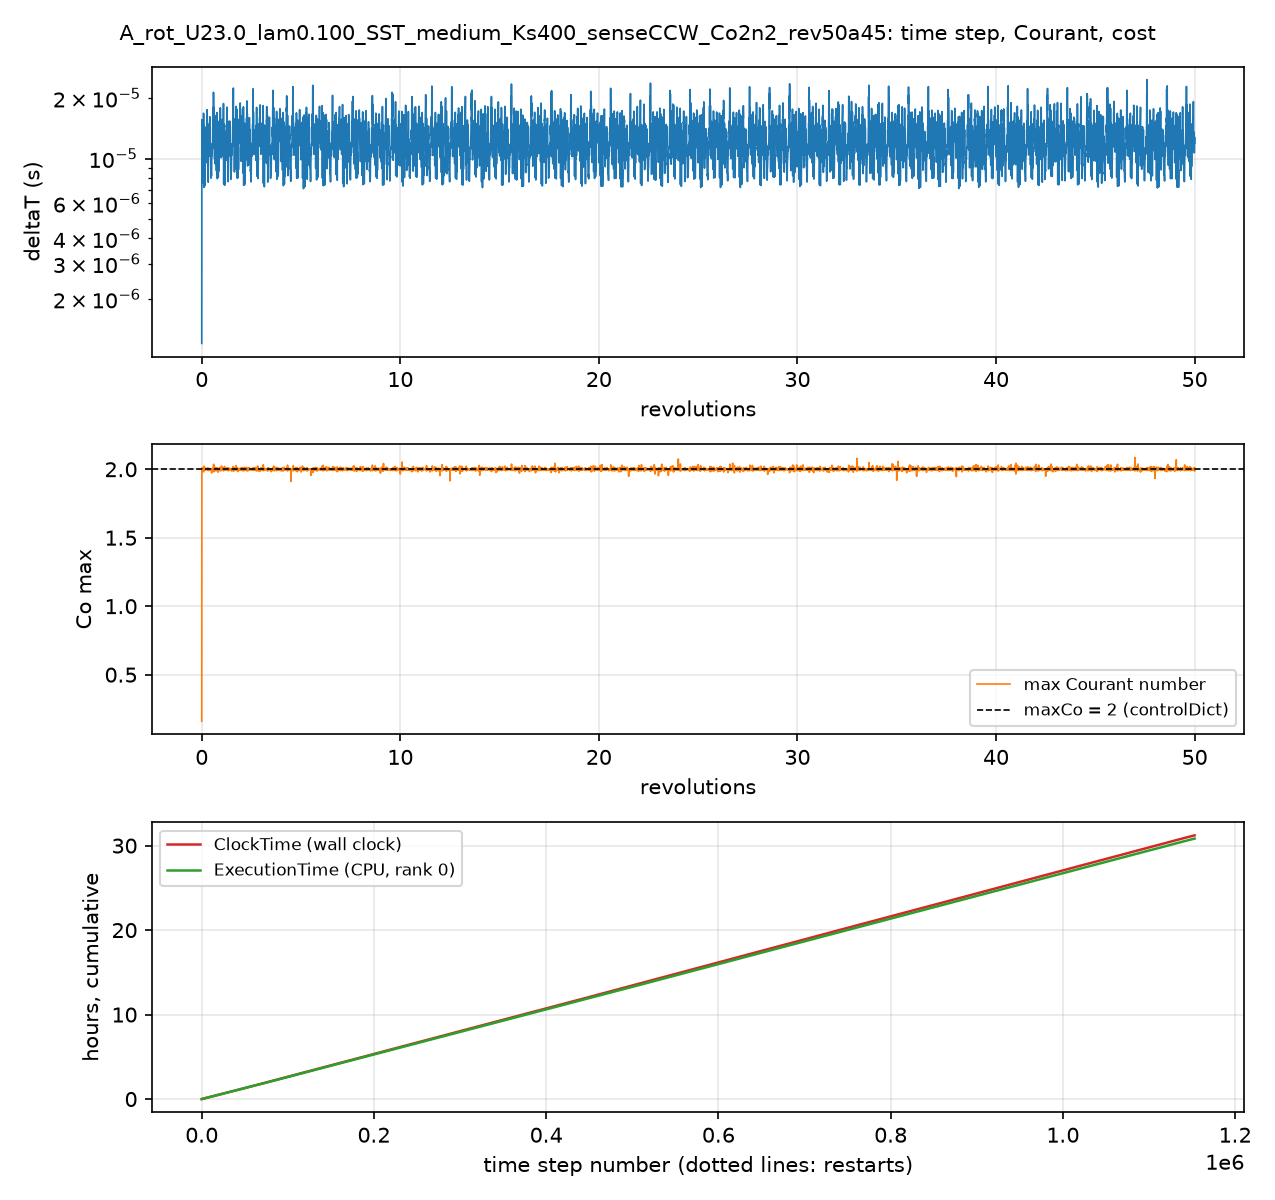 A_rot_U23.0_lam0.100_SST_medium_Ks400_senseCCW_Co2n2_rev50a45: time step, Courant, cost
2 × 10⁻⁵
10⁻⁵
6 × 10⁻⁶
4 × 10⁻⁶
3 × 10⁻⁶
2 × 10⁻⁶
deltaT (s)
0 10 20 30 40 50
revolutions
2.0
1.5
1.0
0.5
Co max
max Courant number
maxCo = 2 (controlDict)
0 10 20 30 40 50
revolutions
30
20
10
0
hours, cumulative
ClockTime (wall clock)
ExecutionTime (CPU, rank 0)
0.0 0.2 0.4 0.6 0.8 1.0 1.2
1e6
time step number (dotted lines: restarts)